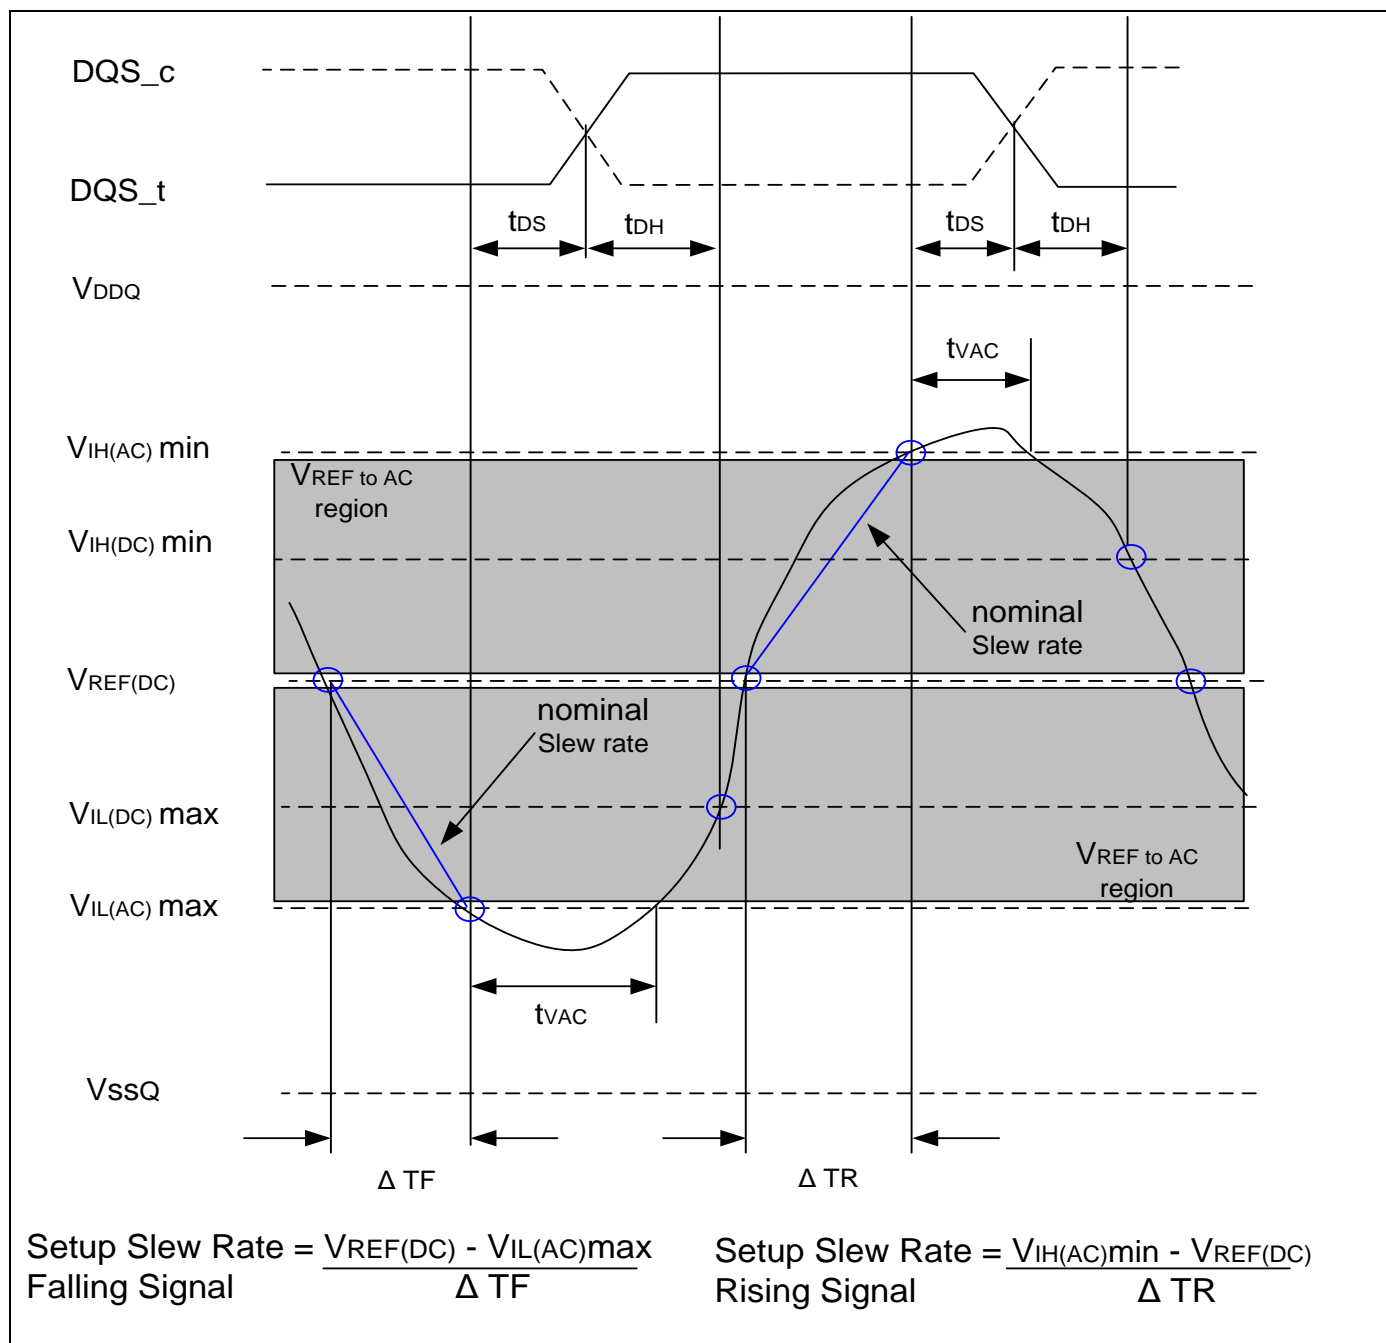 DQS_c
DQS_t
tDS
tDH
tDS
tDH
VDDQ
tVAC
VIH(AC) min
VREF to AC
region
VIH(DC) min
nominal
Slew rate
VREF(DC)
nominal
Slew rate
VIL(DC) max
VREF to AC
region
VIL(AC) max
tVAC
VssQ
Δ TF
Δ TR
Setup Slew Rate = VREF(DC) - VIL(AC)max
Falling Signal Δ TF
Setup Slew Rate = VIH(AC)min - VREF(DC)
Rising Signal Δ TR